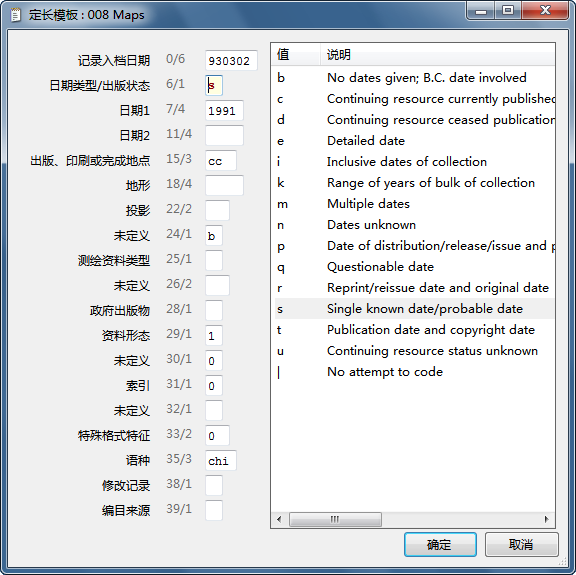 定长模板 : 008 Maps
记录入档日期 0/6 930302
日期类型/出版状态 6/1 s
日期1 7/4 1991
日期2 11/4
出版、印刷或完成地点 15/3 cc
地形 18/4
投影 22/2
未定义 24/1 b
测绘资料类型 25/1
未定义 26/2
政府出版物 28/1
资料形态 29/1 1
未定义 30/1 0
索引 31/1 0
未定义 32/1
特殊格式特征 33/2 0
语种 35/3 chi
修改记录 38/1
编目来源 39/1
值 说明
b No dates given; B.C. date involved
c Continuing resource currently published
d Continuing resource ceased publication
e Detailed date
i Inclusive dates of collection
k Range of years of bulk of collection
m Multiple dates
n Dates unknown
p Date of distribution/release/issue and p
q Questionable date
r Reprint/reissue date and original date
s Single known date/probable date
t Publication date and copyright date
u Continuing resource status unknown
| No attempt to code
确定 取消